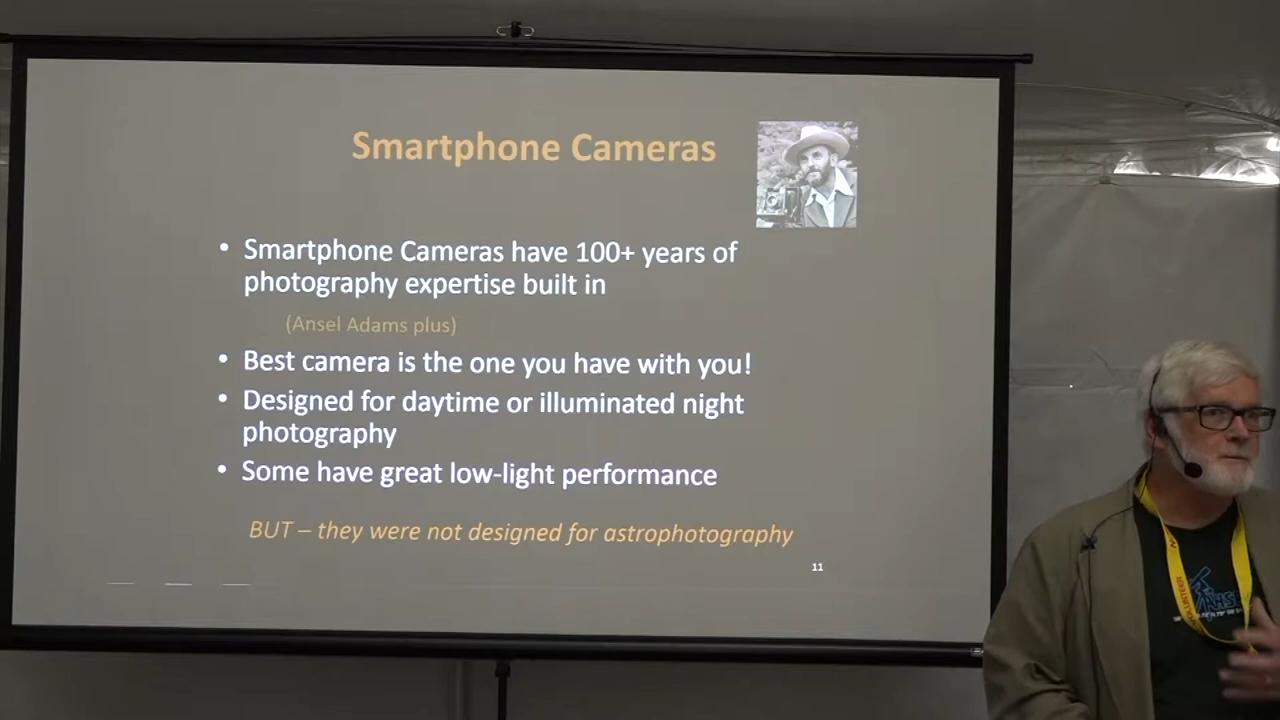 Smartphone Cameras
• Smartphone Cameras have 100+ years of
photography expertise built in
(Ansel Adams plus)
• Best camera is the one you have with you!
• Designed for daytime or illuminated night
photography
• Some have great low-light performance
BUT – they were not designed for astrophotography
11
VOLUNTEER